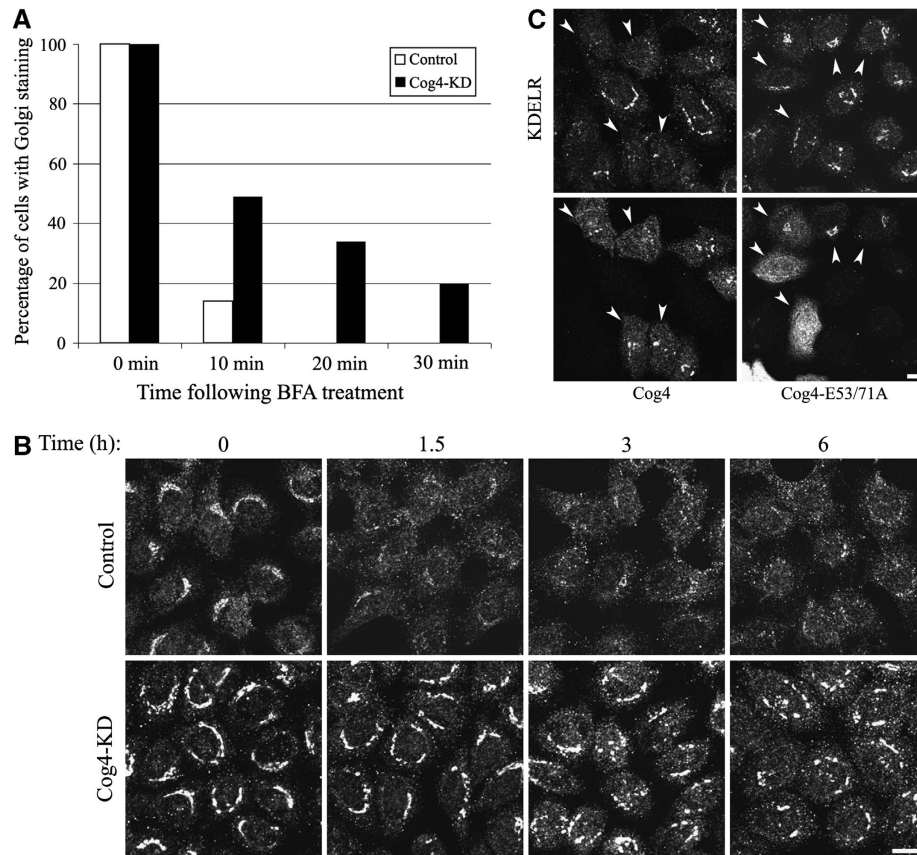 A
Percentage of cells with Golgi staining
100
80
60
40
20
0
Control
Cog4-KD
0 min
10 min
20 min
30 min
Time following BFA treatment
C
KDELR
Cog4
Cog4-E53/71A
B
Time (h):
0
1.5
3
6
Control
Cog4-KD